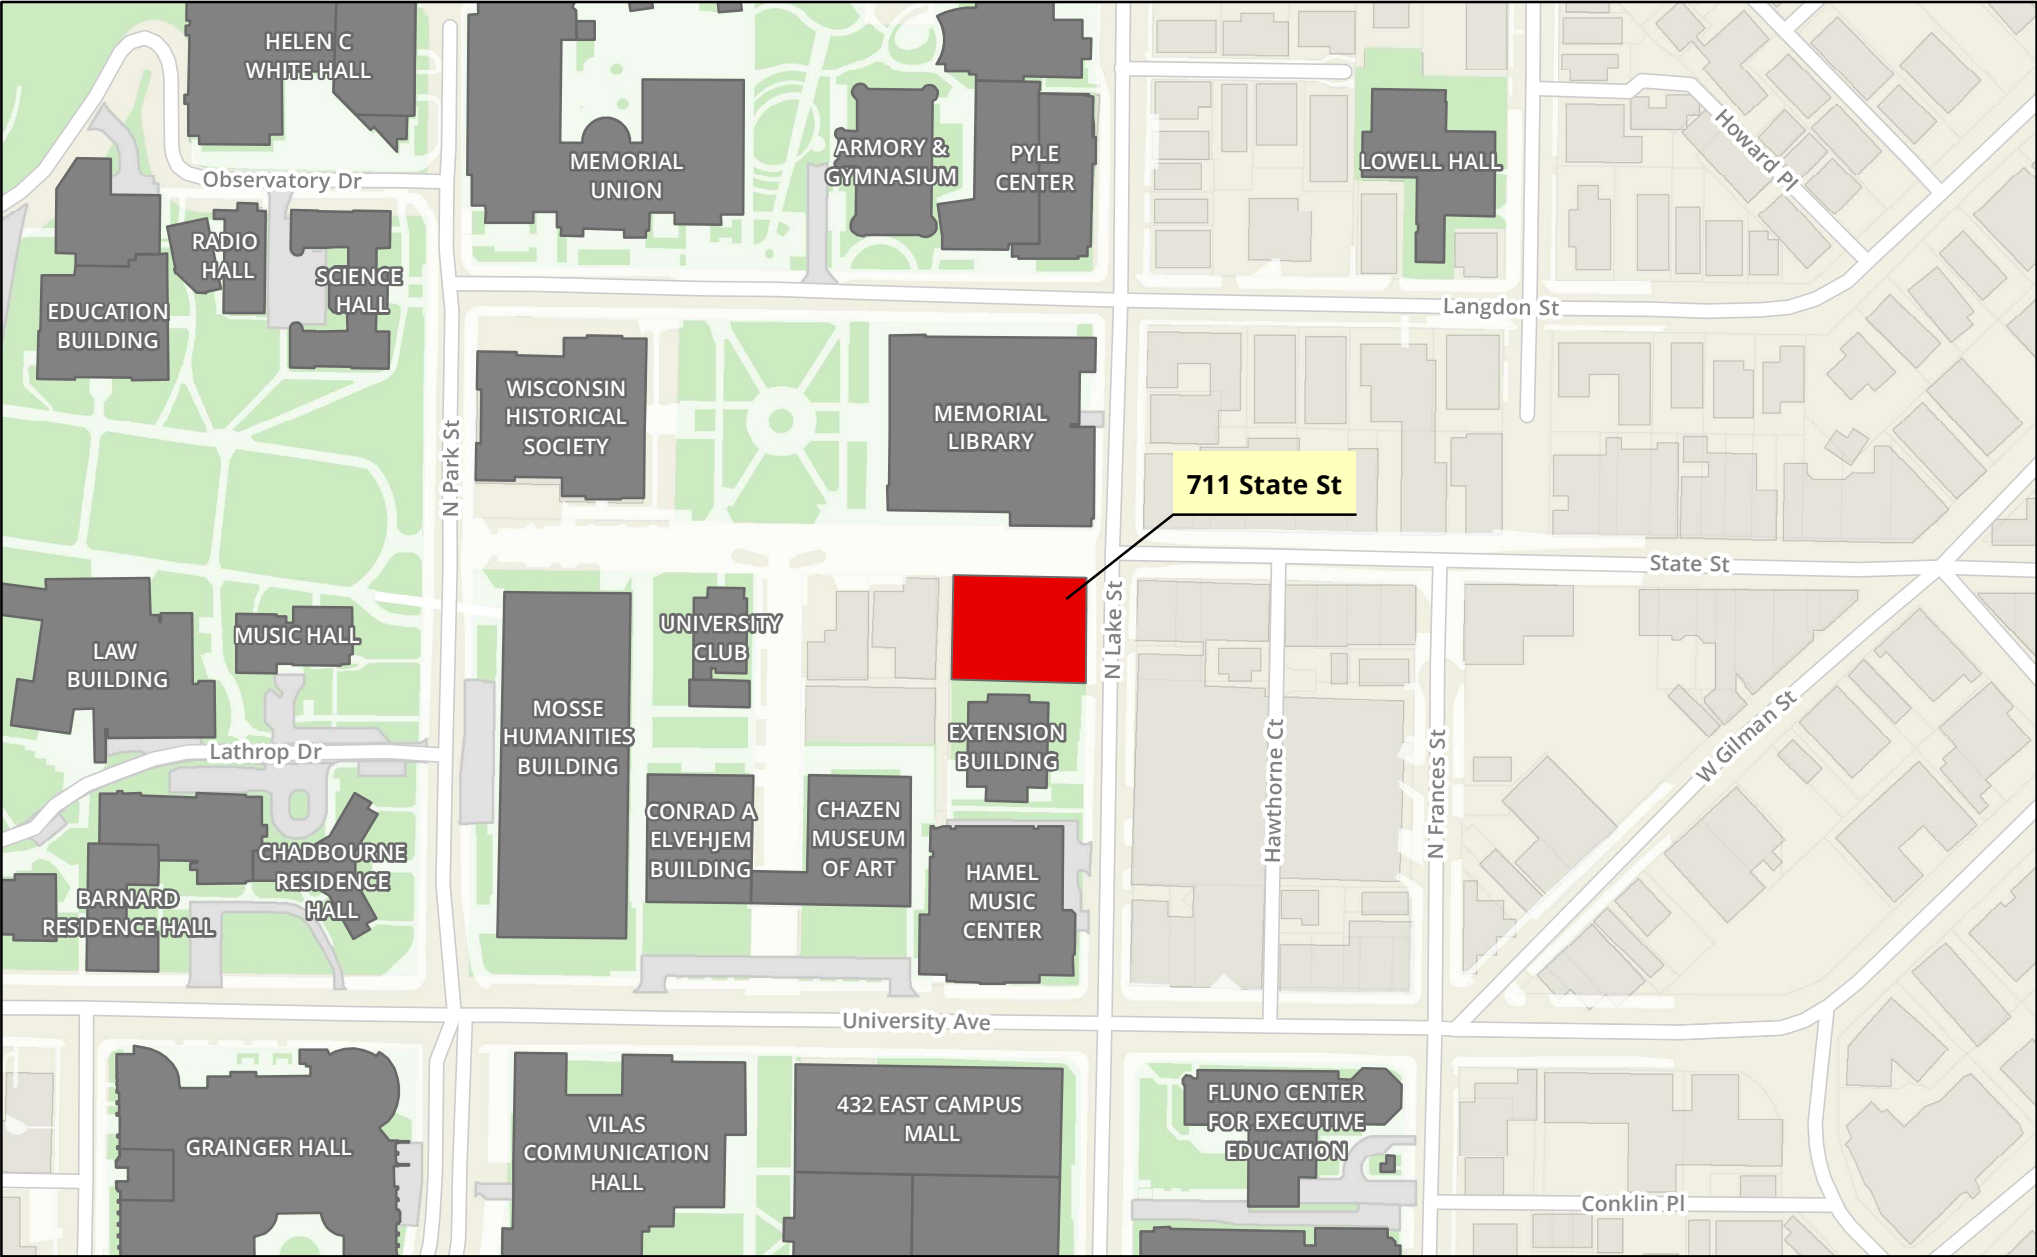 HELEN C
WHITE HALL
MEMORIAL
UNION
ARMORY &
GYMNASIUM
PYLE
CENTER
LOWELL HALL
Howard Pl
Observatory Dr
RADIO
HALL
SCIENCE
HALL
EDUCATION
BUILDING
Langdon St
WISCONSIN
HISTORICAL
SOCIETY
MEMORIAL
LIBRARY
N Park St
711 State St
State St
LAW
BUILDING
MUSIC HALL
UNIVERSITY
CLUB
N Lake St
MOSSE
HUMANITIES
BUILDING
EXTENSION
BUILDING
Lathrop Dr
Hawthorne Ct
N Frances St
W Gilman St
CONRAD A
ELVEHJEM
BUILDING
CHAZEN
MUSEUM
OF ART
CHADBOURNE
RESIDENCE
HALL
BARNARD
RESIDENCE HALL
HAMEL
MUSIC
CENTER
University Ave
GRAINGER HALL
VILAS
COMMUNICATION
HALL
432 EAST CAMPUS
MALL
FLUNO CENTER
FOR EXECUTIVE
EDUCATION
Conklin Pl